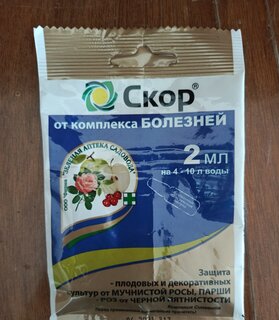 Скор®
от комплекса БОЛЕЗНЕЙ
2 мл
на 4 - 10 л воды
"ЗЕЛЕНАЯ АПТЕКА САДОВОДА"
Защита
- плодовых и декоративных
культур от МУЧНИСТОЙ РОСЫ, ПАРШИ
РОЗ от ЧЕРНОЙ ПЯТНИСТОСТИ